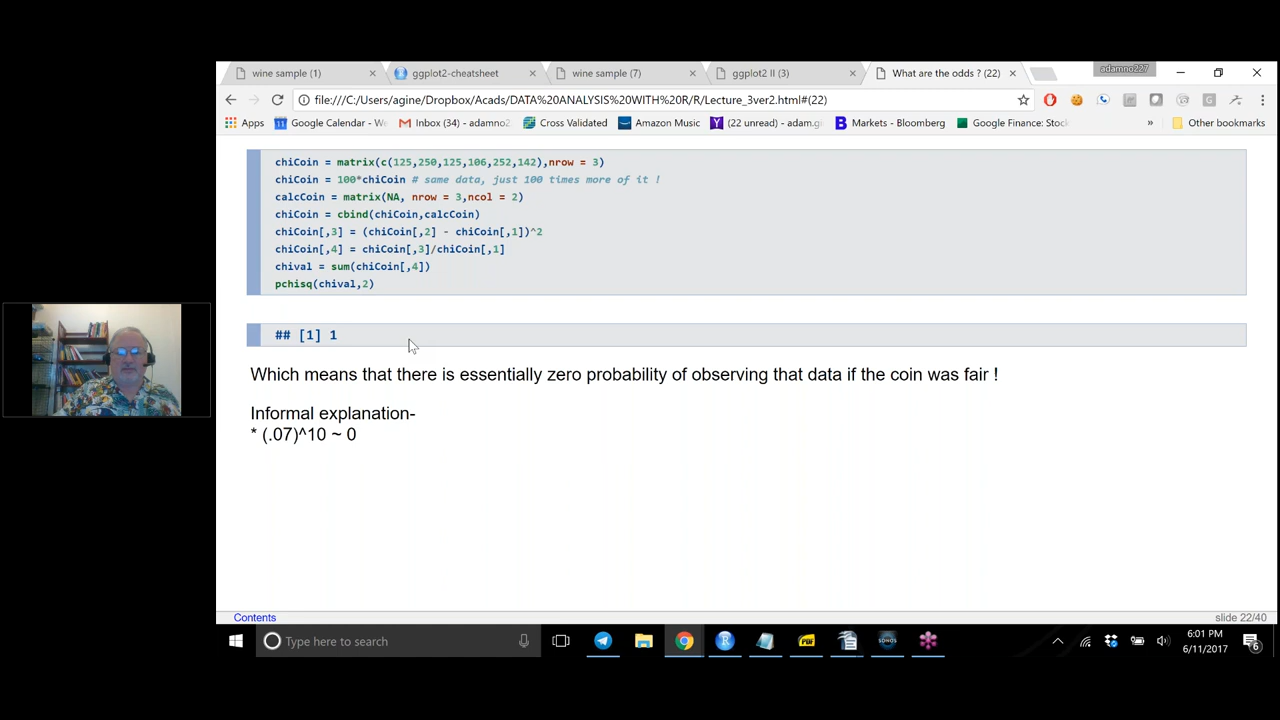 wine sample (1)
ggplot2-cheatsheet
wine sample (7)
ggplot2 II (3)
What are the odds ? (22)
adamno227
file:///C:/Users/agine/Dropbox/Acads/DATA%20ANALYSIS%20WITH%20R/R/Lecture_3ver2.html#(22)
Apps
Google Calendar - We
Inbox (34) - adamno2
Cross Validated
Amazon Music
(22 unread) - adam.g
Markets - Bloomberg
Google Finance: Stock
»
Other bookmarks
chiCoin = matrix(c(125,250,125,106,252,142),nrow = 3)
chiCoin = 100*chiCoin # same data, just 100 times more of it !
calcCoin = matrix(NA, nrow = 3,ncol = 2)
chiCoin = cbind(chiCoin,calcCoin)
chiCoin[,3] = (chiCoin[,2] - chiCoin[,1])^2
chiCoin[,4] = chiCoin[,3]/chiCoin[,1]
chival = sum(chiCoin[,4])
pchisq(chival,2)
## [1] 1
Which means that there is essentially zero probability of observing that data if the coin was fair !
Informal explanation-
* (.07)^10 ~ 0
Contents
slide 22/40
Type here to search
6:01 PM
6/11/2017
6